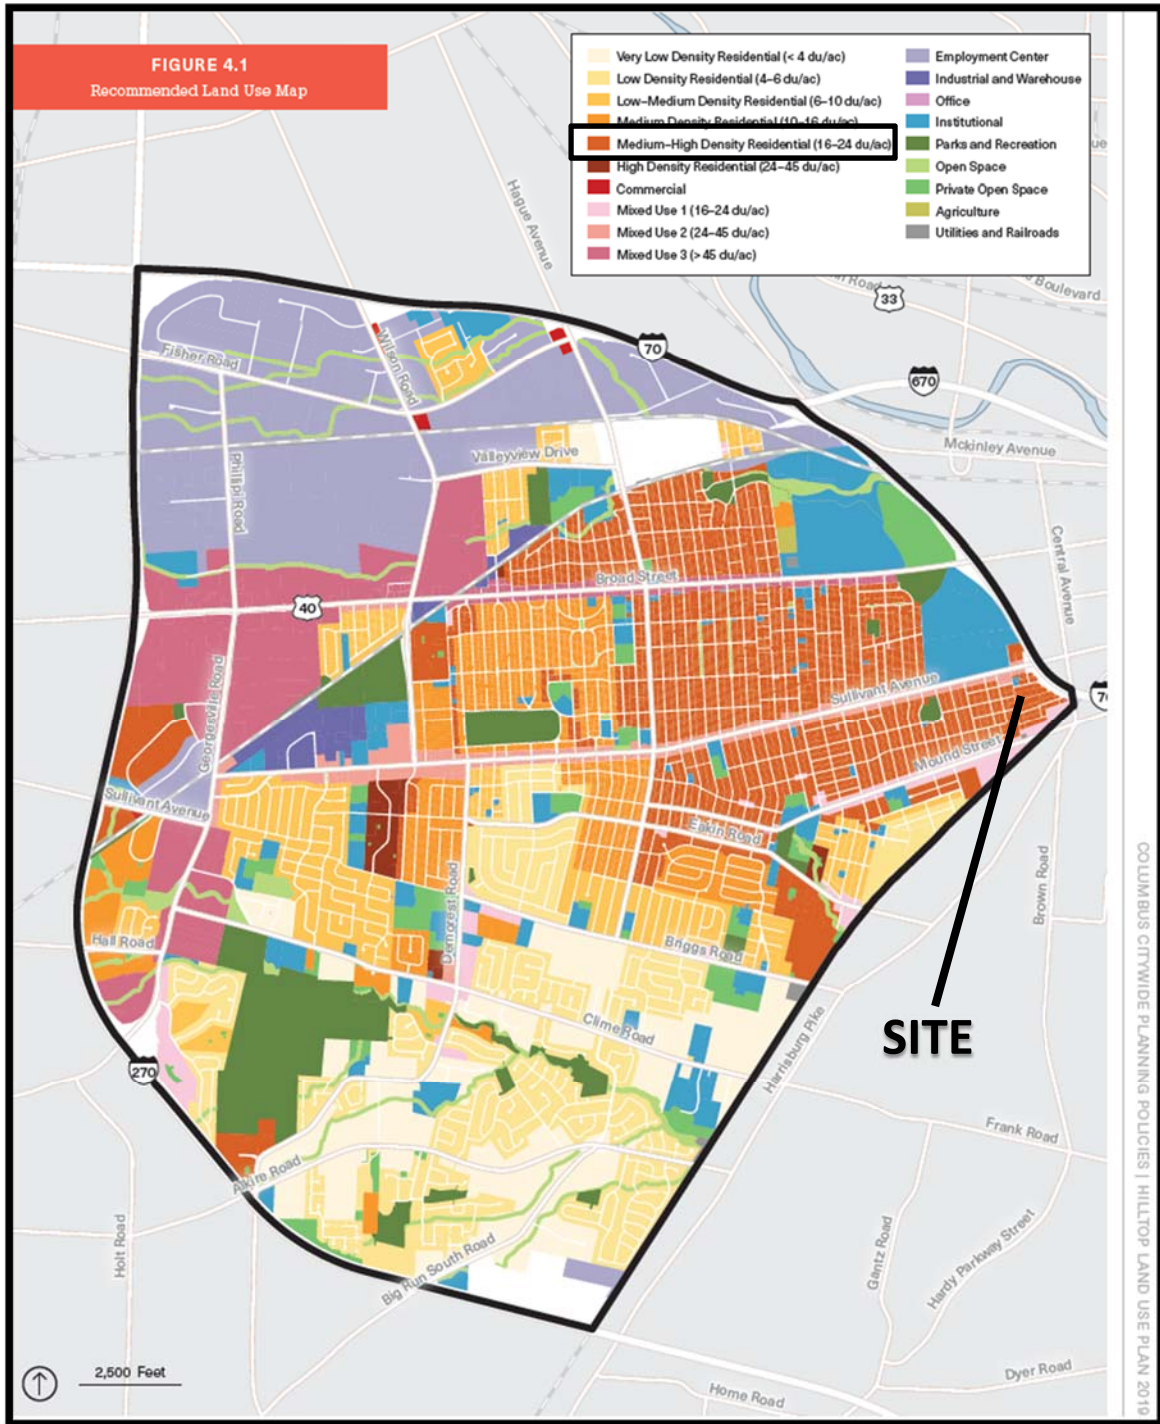 FIGURE 4.1
Recommended Land Use Map
Very Low Density Residential (< 4 du/ac)
Low Density Residential (4–6 du/ac)
Low–Medium Density Residential (6–10 du/ac)
Medium Density Residential (10–16 du/ac)
Medium–High Density Residential (16–24 du/ac)
High Density Residential (24–45 du/ac)
Commercial
Mixed Use 1 (16–24 du/ac)
Mixed Use 2 (24–45 du/ac)
Mixed Use 3 (> 45 du/ac)
Employment Center
Industrial and Warehouse
Office
Institutional
Parks and Recreation
Open Space
Private Open Space
Agriculture
Utilities and Railroads
Hague Avenue
Road
Boulevard
33
70
670
Fisher Road
Wilson Road
Mckinley Avenue
Valleyview Drive
Phillipi Road
Central Avenue
Broad Street
40
Georgesville Road
Sullivant Avenue
70
Mound Street
Sullivant Avenue
Eakin Road
Demorest Road
Brown Road
Hall Road
Briggs Road
Clime Road
SITE
Harrisburg Pike
270
Frank Road
Alkire Road
Holt Road
Big Run South Road
Gantz Road
Hardy Parkway Street
2,500 Feet
Dyer Road
Home Road
COLUMBUS CITYWIDE PLANNING POLICIES | HILLTOP LAND USE PLAN 2019